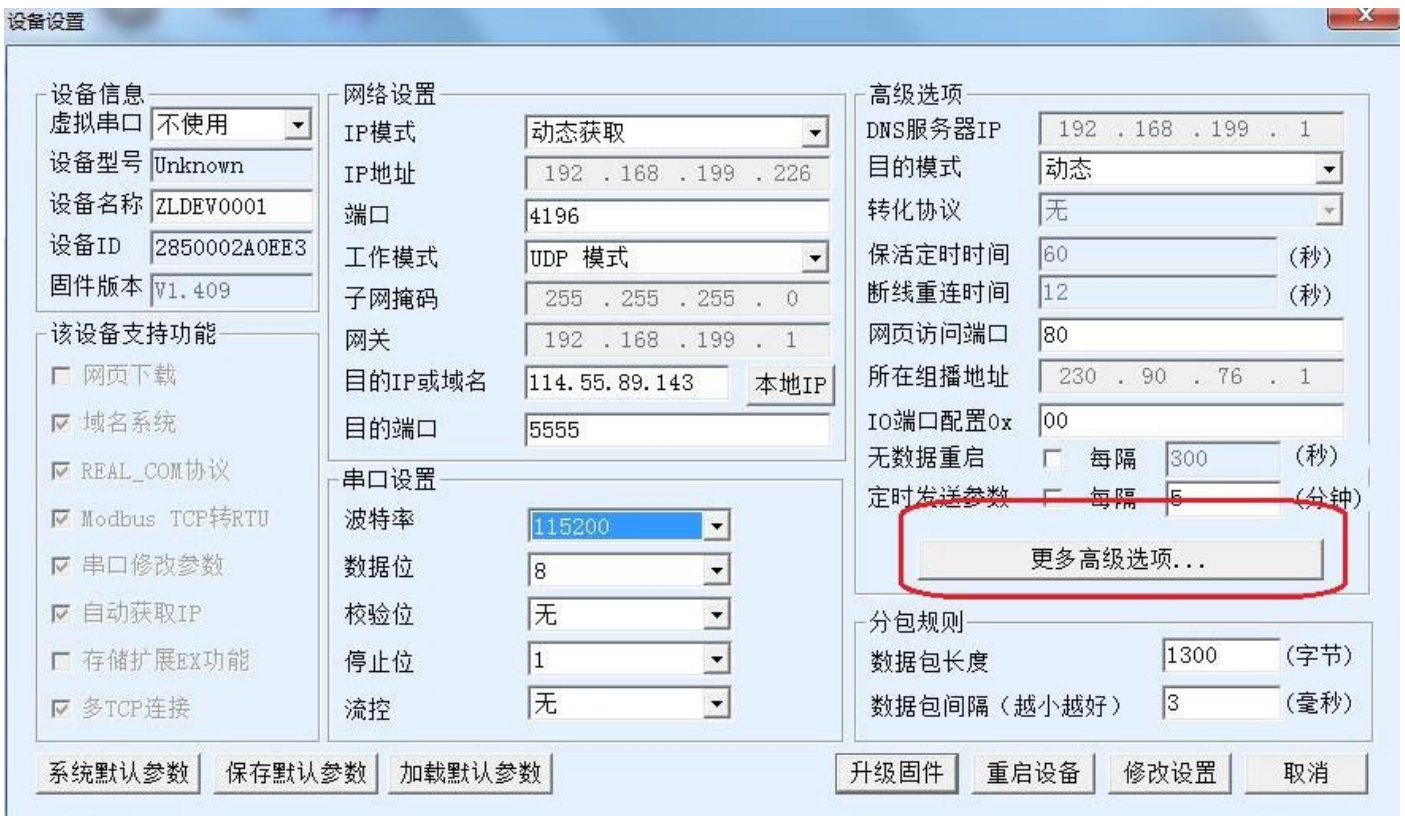 设备设置
设备信息
虚拟串口 不使用
设备型号 Unknown
设备名称 ZLDEV0001
设备ID 2850002A0EE3
固件版本 V1.409
该设备支持功能
网页下载
域名系统
REAL_COM协议
Modbus TCP转RTU
串口修改参数
自动获取IP
存储扩展EX功能
多TCP连接
网络设置
IP模式 动态获取
IP地址 192 .168 .199 .226
端口 4196
工作模式 UDP 模式
子网掩码 255 .255 .255 . 0
网关 192 .168 .199 . 1
目的IP或域名 114.55.89.143 本地IP
目的端口 5555
串口设置
波特率 115200
数据位 8
校验位 无
停止位 1
流控 无
高级选项
DNS服务器IP 192 .168 .199 . 1
目的模式 动态
转化协议 无
保活定时时间 60 (秒)
断线重连时间 12 (秒)
网页访问端口 80
所在组播地址 230 . 90 . 76 . 1
IO端口配置0x 00
无数据重启 每隔 300 (秒)
定时发送参数 每隔 5 (分钟)
更多高级选项...
分包规则
数据包长度 1300 (字节)
数据包间隔（越小越好） 3 (毫秒)
系统默认参数 保存默认参数 加载默认参数 升级固件 重启设备 修改设置 取消